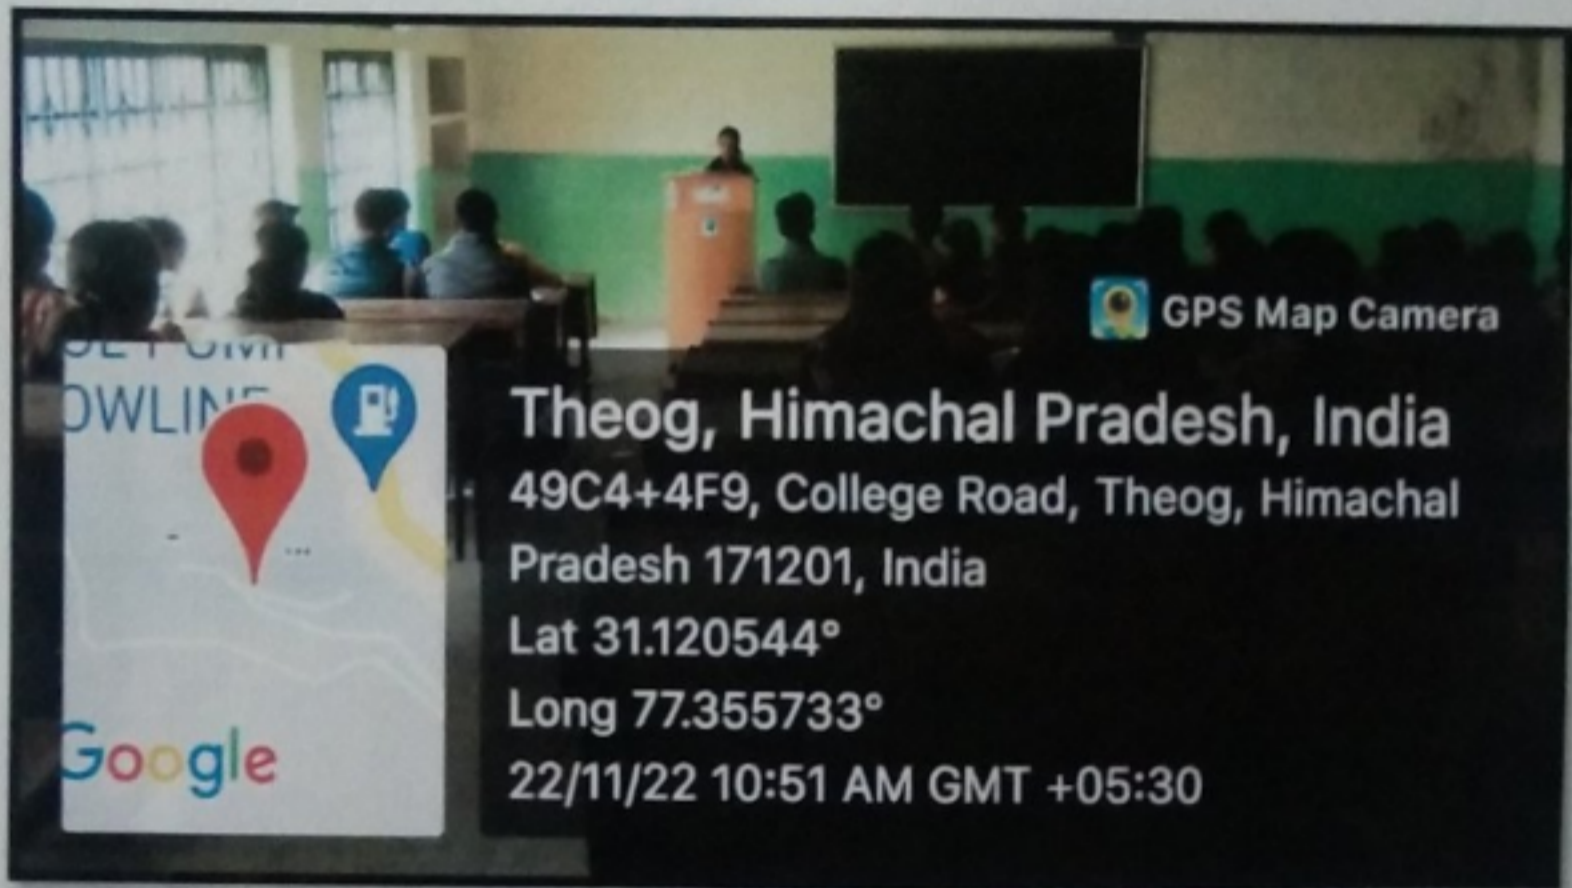 GPS Map Camera
OWLINE
Theog, Himachal Pradesh, India
49C4+4F9, College Road, Theog, Himachal
Pradesh 171201, India
Lat 31.120544°
Long 77.355733°
22/11/22 10:51 AM GMT +05:30
Google